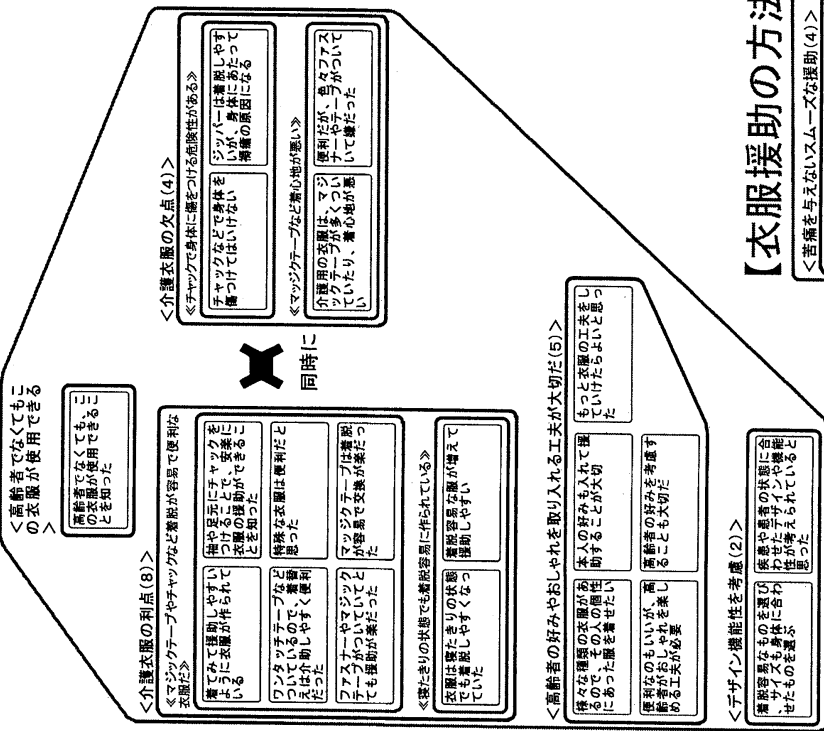 ＜高齢者でなくてもこ
の衣服が使用できる
＞
高齢者でなくても、こ
の衣服が使用できるこ
とを知った
＜介護衣服の利点(8)＞
≪マジックテープやチャックなど着脱が容易で便利な
衣服だ≫
着てみて援助しやすい
ように衣服が作られて
いる
袖や足元にチャックを
つけることで、安楽に
衣服の援助ができるこ
とを知った
ワンタッチテープなど
ついているので、着替
えは介助しやすく便利
だった
特殊な衣服は便利だと
思った
ファスナーやマジック
テープがついていてと
ても援助が楽だった
マジックテープは着脱
が容易で交換が楽だっ
た
≪寝たきりの状態でも着脱容易に作られている≫
衣服は寝たきりの状態
でも着脱しやすくなっ
ていた
着脱容易な服が増えて
援助しやすい
同時に
＜介護衣服の欠点(4)＞
≪チャックで身体に傷をつける危険性がある≫
チャックなどで身体を
傷つけてはいけない
ジッパーは着脱しやす
いが、身体にあたって
褥瘡の原因になる
≪マッジクテープなど着心地が悪い≫
介護用の衣服は、マジ
ックテープが多くつい
ていたり、着心地が悪
い
便利だが、色々ファス
ナーやテープがついて
いて嫌だった
＜高齢者の好みやおしゃれを取り入れる工夫が大切だ(5)＞
様々な種類の衣服があ
るので、その人の個性
にあった服を着せたい
本人の好みも入れて援
助することが大切
もっと衣服の工夫をし
ていけたらよいと思っ
た
便利なのもいいが、高
齢者がおしゃれを楽し
める工夫が必要
高齢者の好みを考慮す
ることも大切だ
＜デザイン機能性を考慮(2)＞
着脱容易なものを選び
、サイズも身体に合わ
せたものを選ぶ
疾患や患者の状態に合
わせたデザインや機能
性が考えられていると
思った
【衣服援助の方法
＜苦痛を与えないスムーズな援助(4)＞